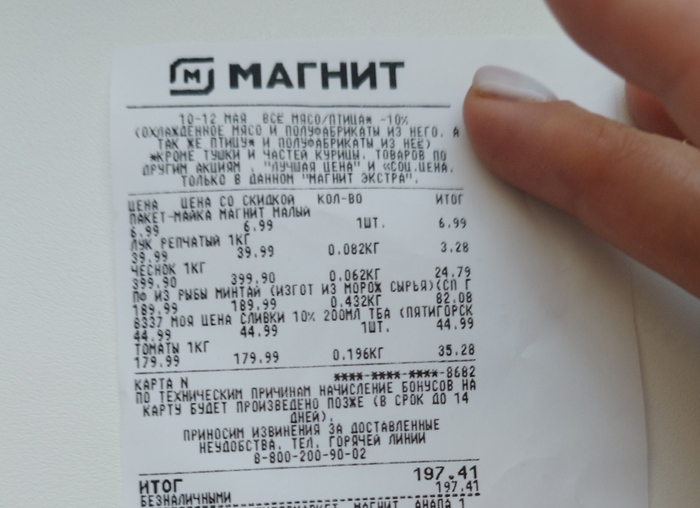 М МАГНИТ
10-12 МАЯ ВСЕ МЯСО/ПТИЦА* -10%
(ОХЛАЖДЕННОЕ МЯСО И ПОЛУФАБРИКАТЫ ИЗ НЕГО, А
ТАК ЖЕ ПТИЦУ* И ПОЛУФАБРИКАТЫ ИЗ НЕЕ)
*КРОМЕ ТУШКИ И ЧАСТЕЙ КУРИЦЫ, ТОВАРОВ ПО
ДРУГИМ АКЦИЯМ , "ЛУЧШАЯ ЦЕНА" И «СОЦ.ЦЕНА.
ТОЛЬКО В ДАННОМ "МАГНИТ ЭКСТРА".
ЦЕНА ЦЕНА СО СКИДКОЙ КОЛ-ВО ИТОГ
ПАКЕТ-МАЙКА МАГНИТ МАЛЫЙ
6.99 6.99 1ШТ. 6.99
ЛУК РЕПЧАТЫЙ 1КГ
39.99 39.99 0.082КГ 3.28
ЧЕСНОК 1КГ
399.90 399.90 0.062КГ 24.79
ПФ ИЗ РЫБЫ МИНТАЙ (ИЗГОТ ИЗ МОРОЖ СЫРЬЯ)(СП Г
189.99 189.99 0.432КГ 82.08
8337 МОЯ ЦЕНА СЛИВКИ 10% 200МЛ ТБА (ПЯТИГОРСК
44.99 44.99 1ШТ. 44.99
ТОМАТЫ 1КГ
179.99 179.99 0.196КГ 35.28
КАРТА N ****-****-****-8682
ПО ТЕХНИЧЕСКИМ ПРИЧИНАМ НАЧИСЛЕНИЕ БОНУСОВ НА
КАРТУ БУДЕТ ПРОИЗВЕДЕНО ПОЗЖЕ (В СРОК ДО 14
ДНЕЙ).
ПРИНОСИМ ИЗВИНЕНИЯ ЗА ДОСТАВЛЕННЫЕ
НЕУДОБСТВА. ТЕЛ. ГОРЯЧЕЙ ЛИНИИ
8-800-200-90-02
ИТОГ 197.41
БЕЗНАЛИЧНЫМИ 197.41
МАГНИТ АНАПА 1